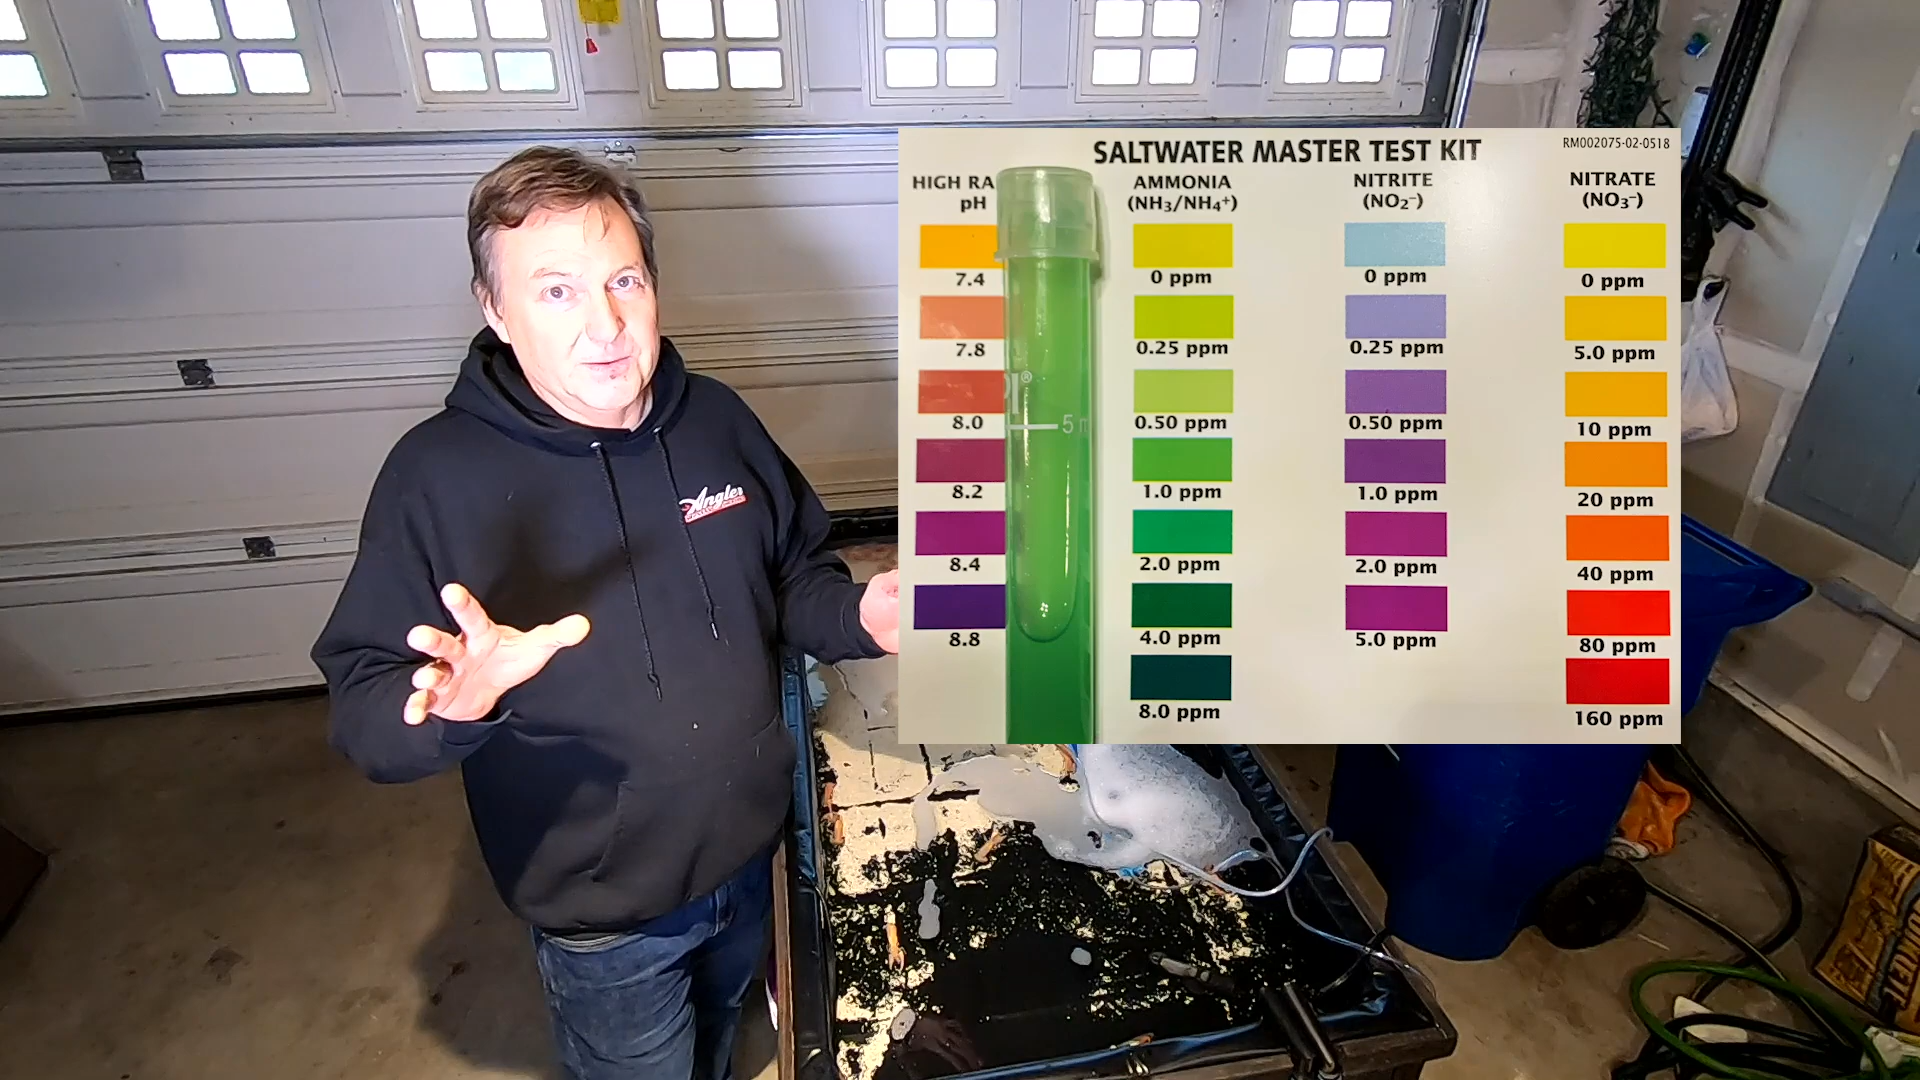 SALTWATER MASTER TEST KIT
RM002075-02-0518
HIGH RA
pH
7.4
7.8
8.0
8.2
8.4
8.8
5
AMMONIA
(NH₃/NH₄⁺)
0 ppm
0.25 ppm
0.50 ppm
1.0 ppm
2.0 ppm
4.0 ppm
8.0 ppm
NITRITE
(NO₂⁻)
0 ppm
0.25 ppm
0.50 ppm
1.0 ppm
2.0 ppm
5.0 ppm
NITRATE
(NO₃⁻)
0 ppm
5.0 ppm
10 ppm
20 ppm
40 ppm
80 ppm
160 ppm
Angler